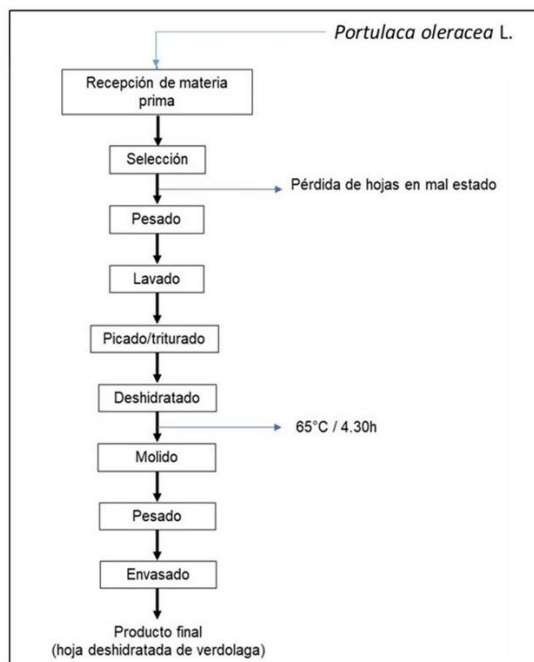 Portulaca oleracea L.
Recepción de materia
prima
Selección
Pérdida de hojas en mal estado
Pesado
Lavado
Picado/triturado
Deshidratado
65°C / 4.30h
Molido
Pesado
Envasado
Producto final
(hoja deshidratada de verdolaga)